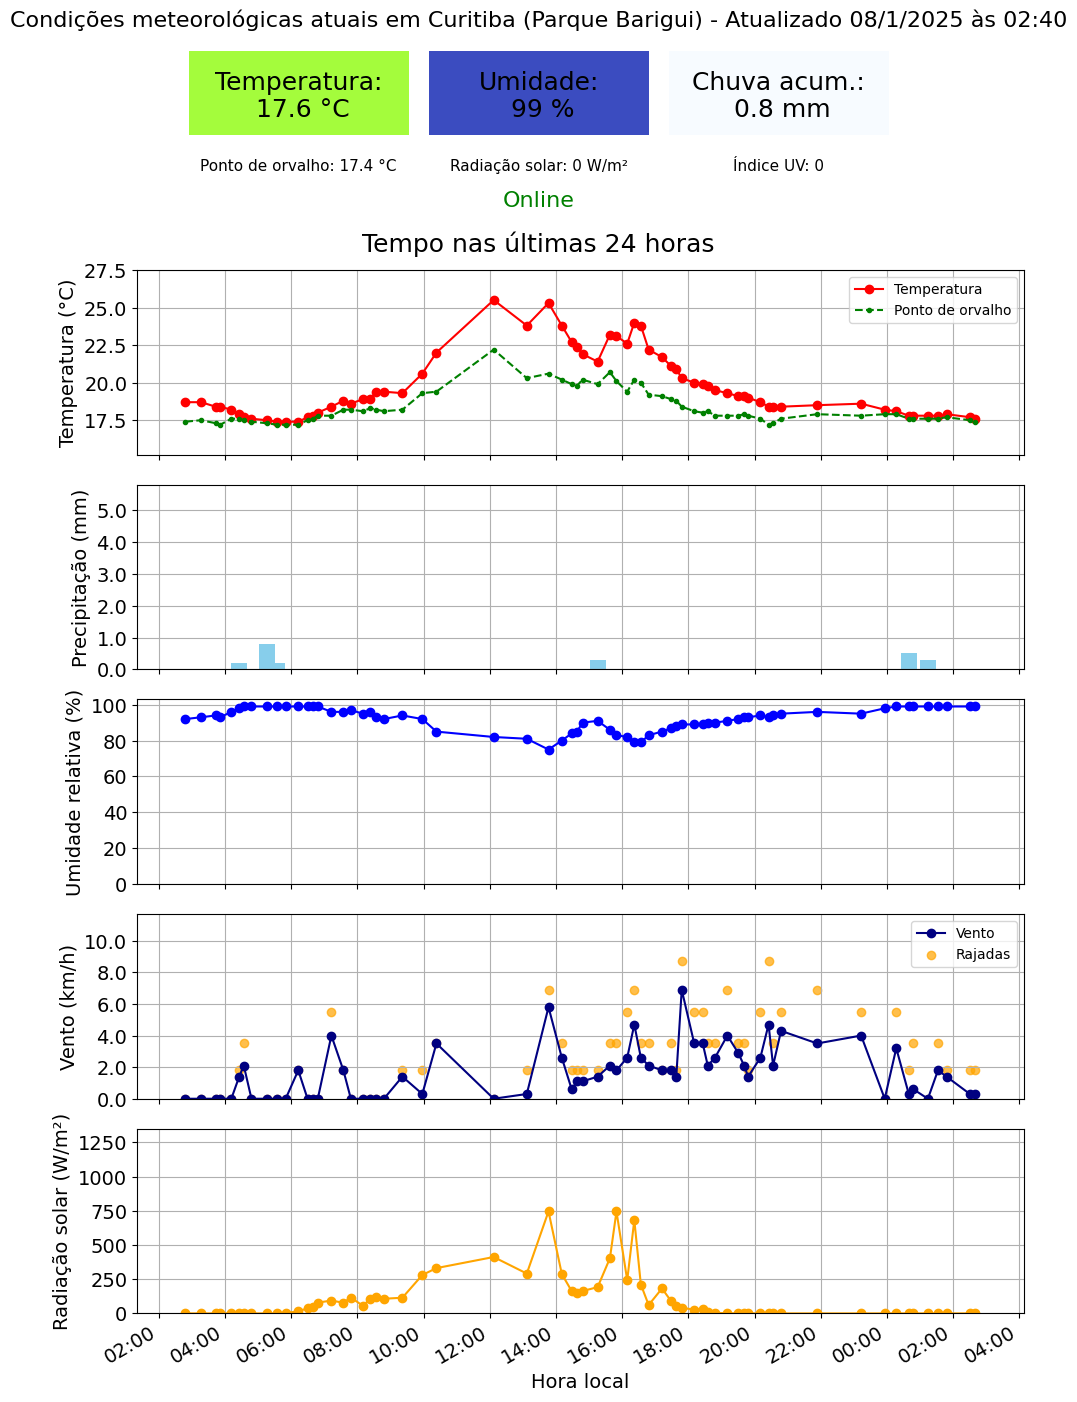 Condições meteorológicas atuais em Curitiba (Parque Barigui) - Atualizado 08/1/2025 às 02:40
Temperatura:
17.6 °C
Umidade:
99 %
Chuva acum.:
0.8 mm
Ponto de orvalho: 17.4 °C
Radiação solar: 0 W/m²
Índice UV: 0
Online
Tempo nas últimas 24 horas
Temperatura (°C)
27.5
25.0
22.5
20.0
17.5
Temperatura
Ponto de orvalho
Precipitação (mm)
5.0
4.0
3.0
2.0
1.0
0.0
Umidade relativa (%)
100
80
60
40
20
0
Vento (km/h)
10.0
8.0
6.0
4.0
2.0
0.0
Vento
Rajadas
Radiação solar (W/m²)
1250
1000
750
500
250
0
02:00
04:00
06:00
08:00
10:00
12:00
14:00
16:00
18:00
20:00
22:00
00:00
02:00
04:00
Hora local